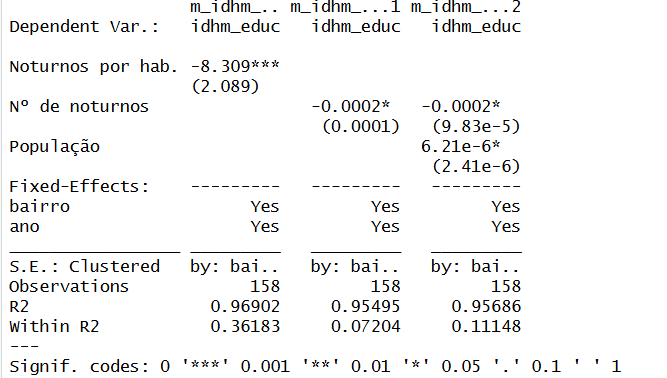 m_idhm_.. m_idhm_...1 m_idhm_...2
Dependent Var.: idhm_educ idhm_educ idhm_educ
Noturnos por hab. -8.309***
(2.089)
Nº de noturnos -0.0002* -0.0002*
(0.0001) (9.83e-5)
População 6.21e-6*
(2.41e-6)
Fixed-Effects: --------- --------- ---------
bairro Yes Yes Yes
ano Yes Yes Yes
_________________ _________ _________ _________
S.E.: Clustered by: bai.. by: bai.. by: bai..
Observations 158 158 158
R2 0.96902 0.95495 0.95686
Within R2 0.36183 0.07204 0.11148
---
Signif. codes: 0 '***' 0.001 '**' 0.01 '*' 0.05 '.' 0.1 ' ' 1